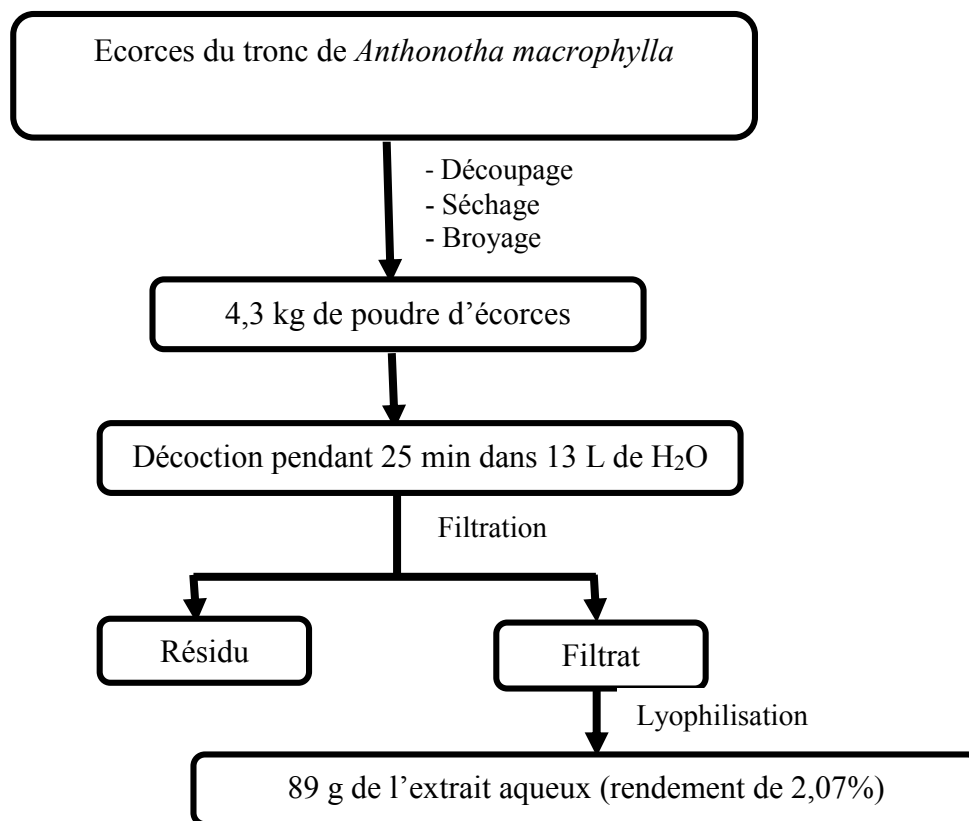 Ecorces du tronc de Anthonotha macrophylla
- Découpage
- Séchage
- Broyage
4,3 kg de poudre d’écorces
Décoction pendant 25 min dans 13 L de H₂O
Filtration
Résidu
Filtrat
Lyophilisation
89 g de l’extrait aqueux (rendement de 2,07%)